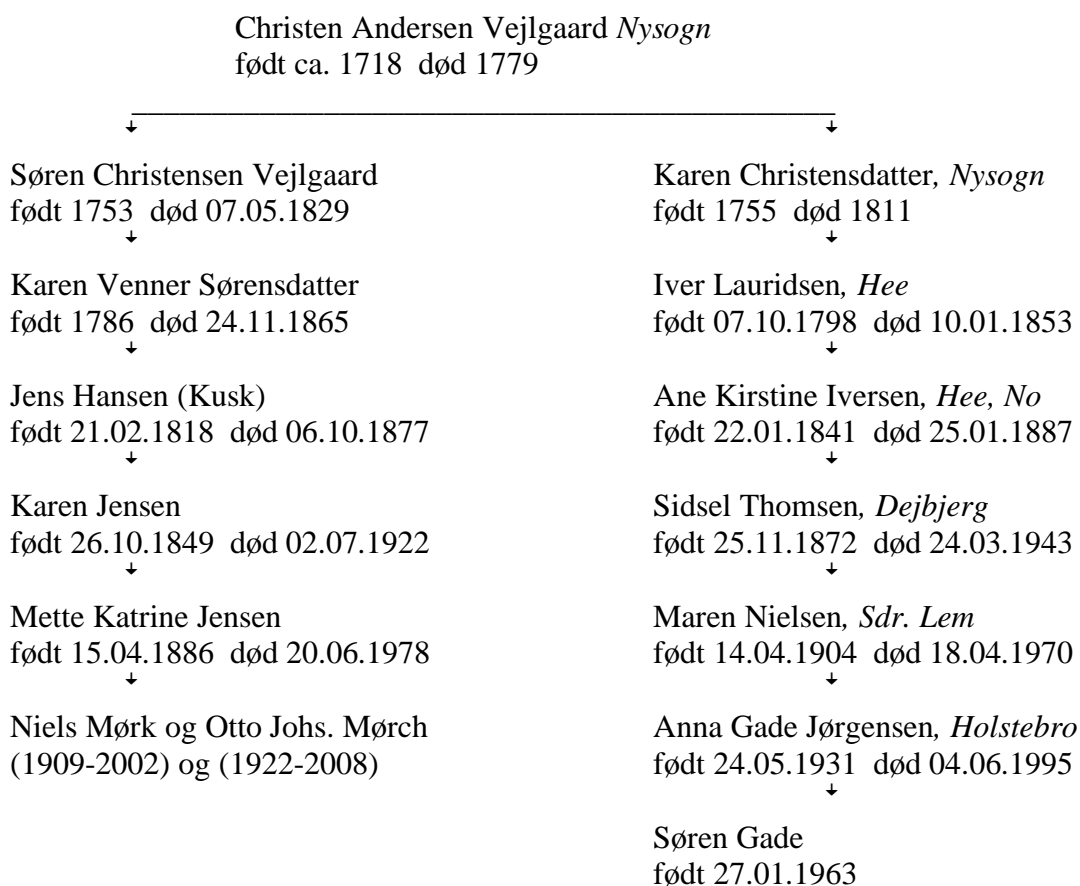 Christen Andersen Vejlgaard Nysogn
født ca. 1718 død 1779
Søren Christensen Vejlgaard
født 1753 død 07.05.1829
Karen Venner Sørensdatter
født 1786 død 24.11.1865
Jens Hansen (Kusk)
født 21.02.1818 død 06.10.1877
Karen Jensen
født 26.10.1849 død 02.07.1922
Mette Katrine Jensen
født 15.04.1886 død 20.06.1978
Niels Mørk og Otto Johs. Mørch
(1909-2002) og (1922-2008)
Karen Christensdatter, Nysogn
født 1755 død 1811
Iver Lauridsen, Hee
født 07.10.1798 død 10.01.1853
Ane Kirstine Iversen, Hee, No
født 22.01.1841 død 25.01.1887
Sidsel Thomsen, Dejbjerg
født 25.11.1872 død 24.03.1943
Maren Nielsen, Sdr. Lem
født 14.04.1904 død 18.04.1970
Anna Gade Jørgensen, Holstebro
født 24.05.1931 død 04.06.1995
Søren Gade
født 27.01.1963